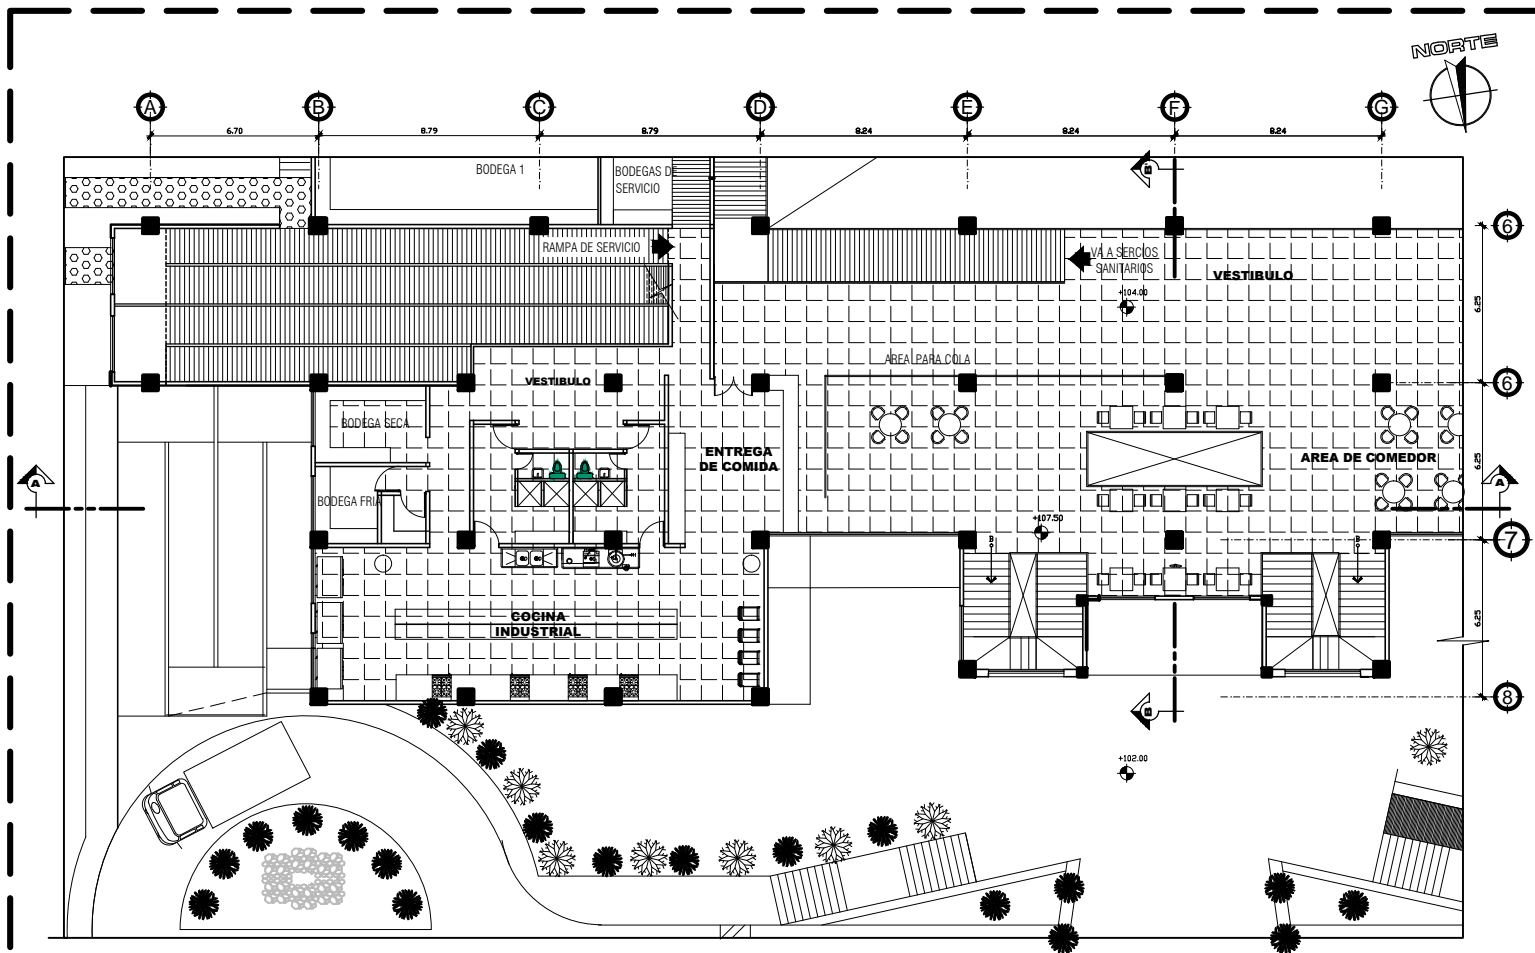 NORTE
A B C D E F G
6.70 8.79 8.79 8.24 8.24 8.24
BODEGA 1
BODEGAS DE
SERVICIO
B
6
RAMPA DE SERVICIO
VA A SERCIOS
SANITARIOS
VESTIBULO
+104.00
6.25
AREA PARA COLA
VESTIBULO
6
BODEGA SECA
ENTREGA
DE COMIDA
AREA DE COMEDOR
6.25
A
A
BODEGA FRIA
+107.50
B
B
7
COCINA
INDUSTRIAL
6.25
8
B
+102.00